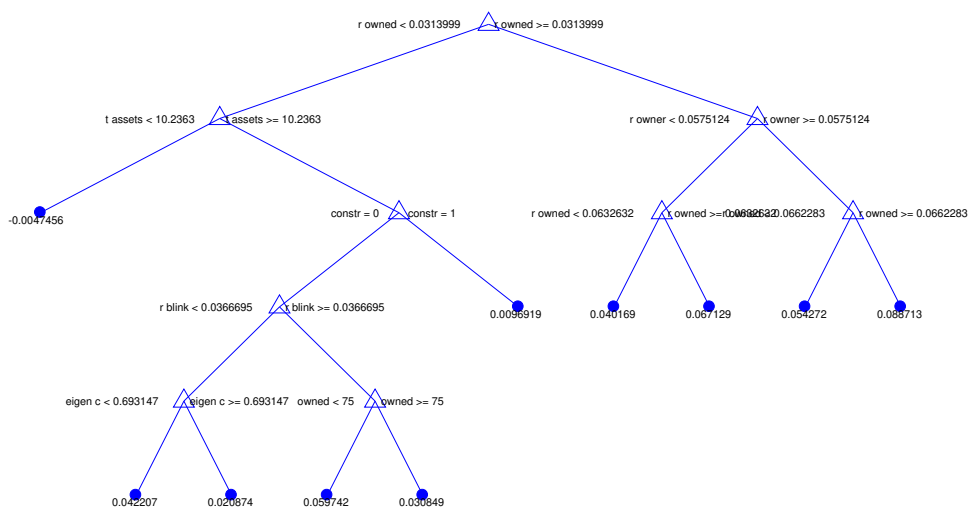 r owned < 0.0313999 r owned >= 0.0313999
t assets < 10.2363 t assets >= 10.2363 r owner < 0.0575124 r owner >= 0.0575124
-0.0047456 constr = 0 constr = 1 r owned < 0.0632632 r owned >= 0.0632632 r owned < 0.0662283 r owned >= 0.0662283
r blink < 0.0366695 r blink >= 0.0366695 0.0096919 0.040169 0.067129 0.054272 0.088713
eigen c < 0.693147 eigen c >= 0.693147 owned < 75 owned >= 75
0.042207 0.020874 0.059742 0.030849